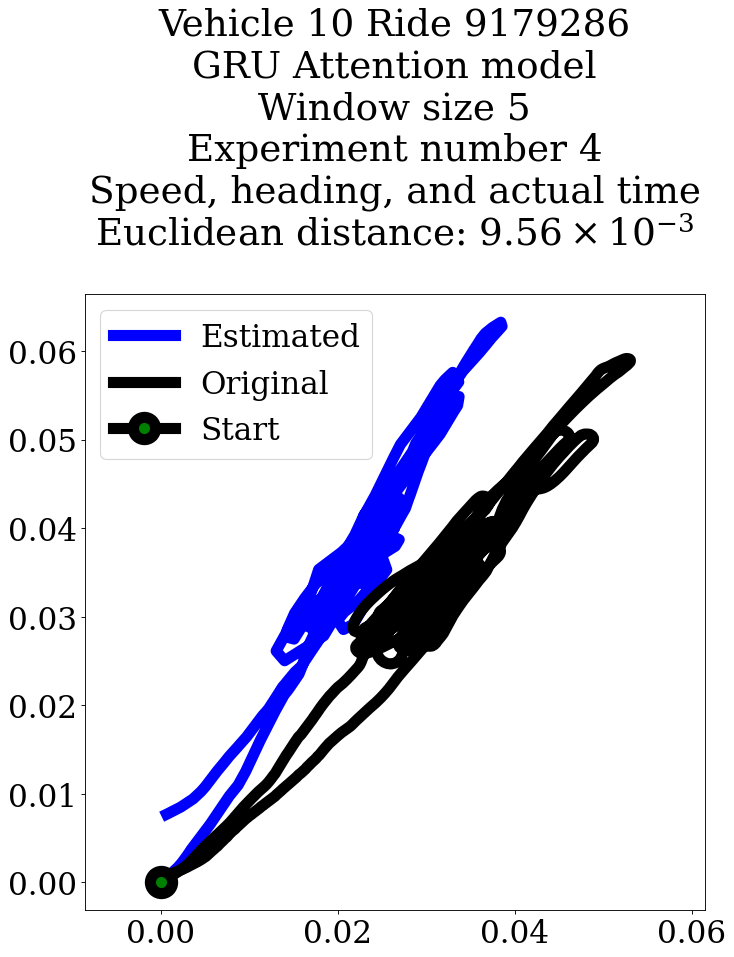 Vehicle 10 Ride 9179286
GRU Attention model
Window size 5
Experiment number 4
Speed, heading, and actual time
Euclidean distance: 9.56 × 10⁻³
Estimated
Original
Start
0.06
0.05
0.04
0.03
0.02
0.01
0.00
0.00 0.02 0.04 0.06